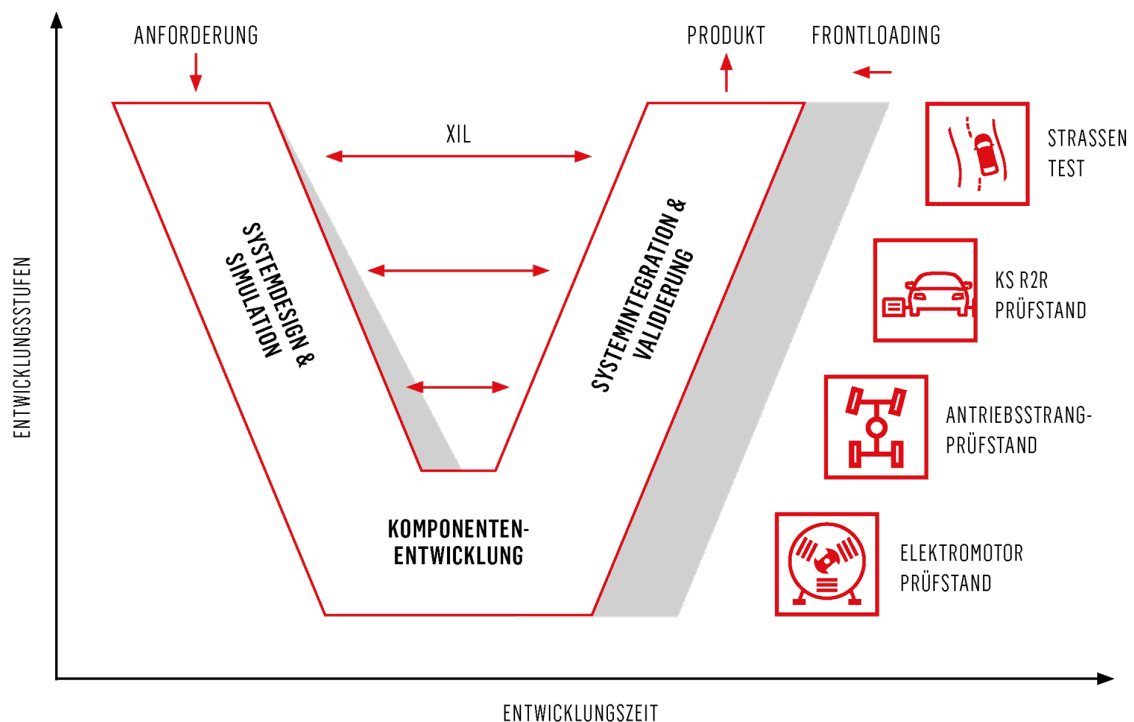 ANFORDERUNG
PRODUKT
FRONTLOADING
XIL
STRASSEN
TEST
SYSTEMDESIGN &
SIMULATION
SYSTEMINTEGRATION &
VALIDIERUNG
KS R2R
PRÜFSTAND
ENTWICKLUNGSSTUFEN
ANTRIEBSSTRANG-
PRÜFSTAND
KOMPONENTEN-
ENTWICKLUNG
ELEKTROMOTOR
PRÜFSTAND
ENTWICKLUNGSZEIT